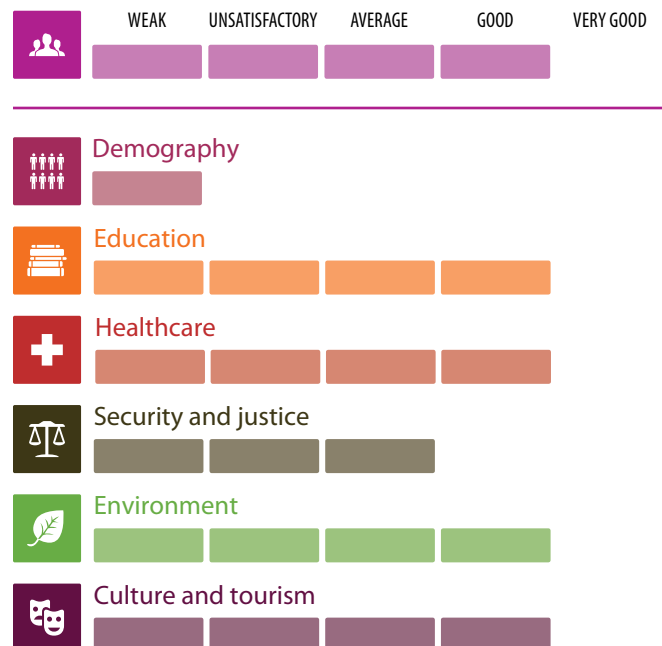 WEAK UNSATISFACTORY AVERAGE GOOD VERY GOOD
Demography
Education
Healthcare
Security and justice
Environment
Culture and tourism